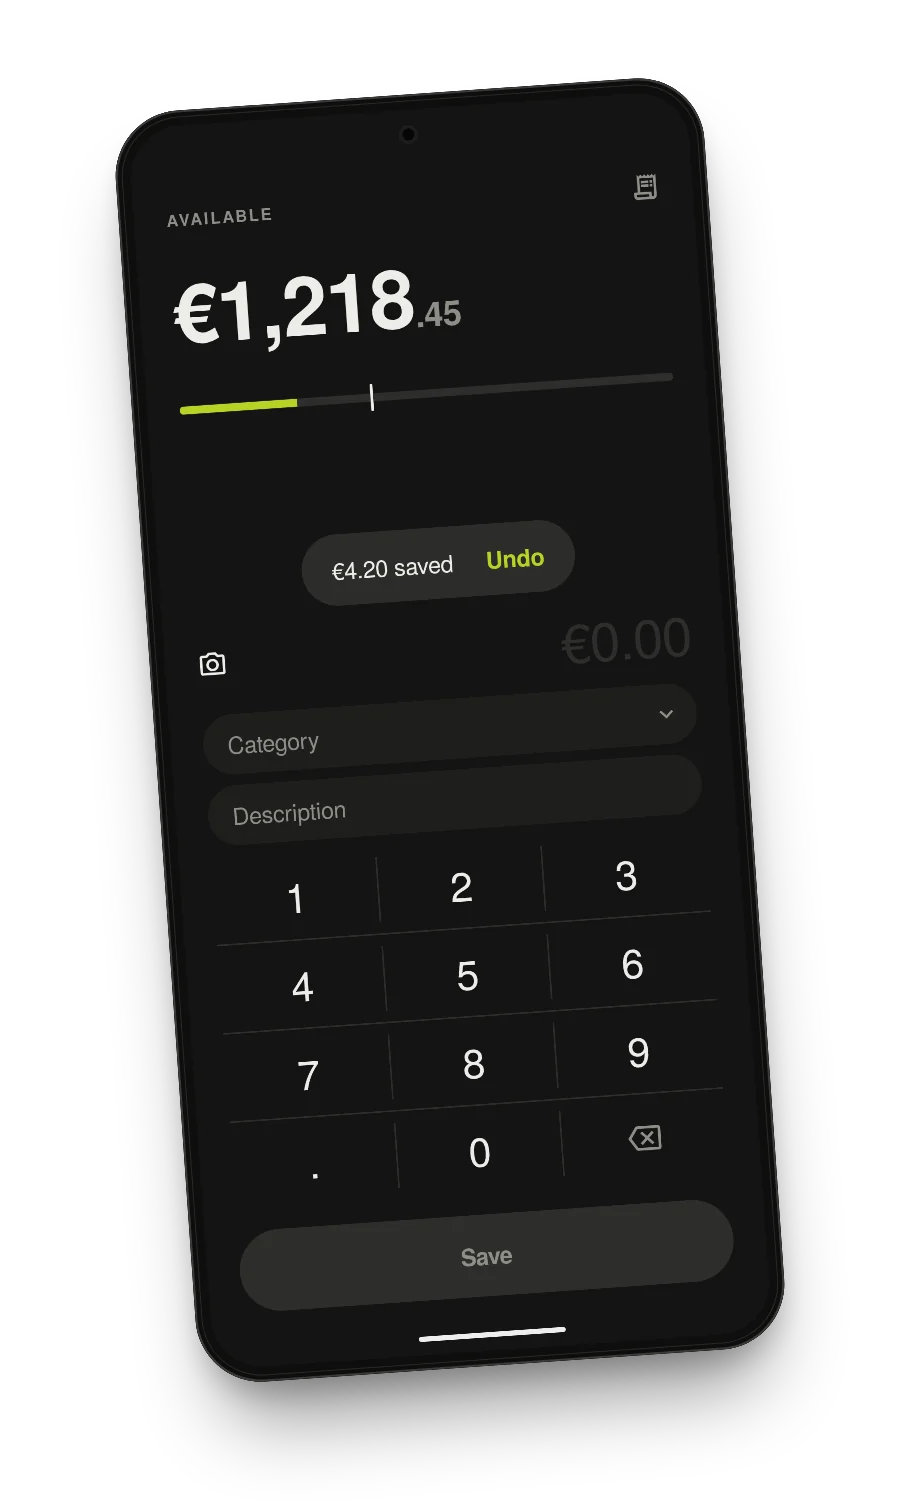 AVAILABLE
€1,218.45
€4.20 saved Undo
€0.00
Category
Description
1 2 3
4 5 6
7 8 9
. 0
Save